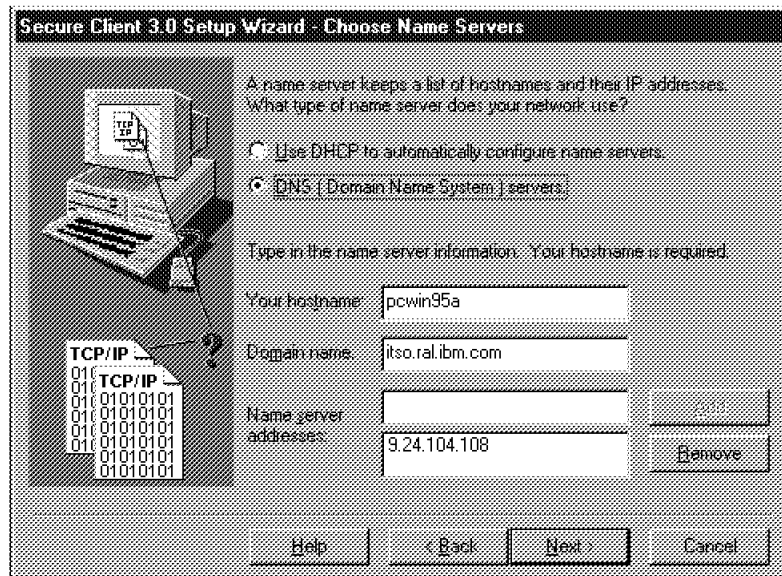 Secure Client 3.0 Setup Wizard - Choose Name Servers
A name server keeps a list of hostnames and their IP addresses.
What type of name server does your network use?
Use DHCP to automatically configure name servers.
DNS ( Domain Name System ) servers.
Type in the name server information. Your hostname is required.
Your hostname:
pcwin95a
Domain name:
itso.ral.ibm.com
Name server
addresses:
Add
9.24.104.108
Remove
TCP
IP
TCP/IP
010
TCP/IP
01010101
01010101
01010101
01010101
01010101
01010101
Help
< Back
Next >
Cancel